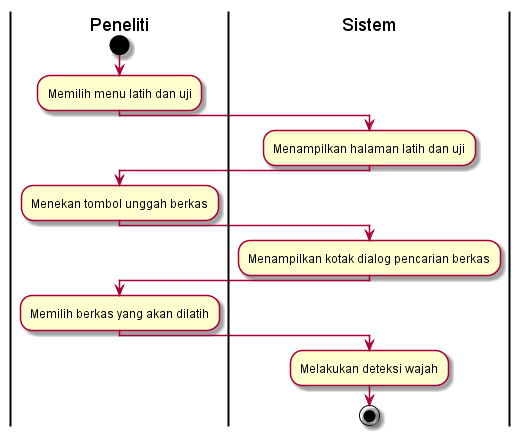 Peneliti
Sistem
Memilih menu latih dan uji
Menampilkan halaman latih dan uji
Menekan tombol unggah berkas
Menampilkan kotak dialog pencarian berkas
Memilih berkas yang akan dilatih
Melakukan deteksi wajah